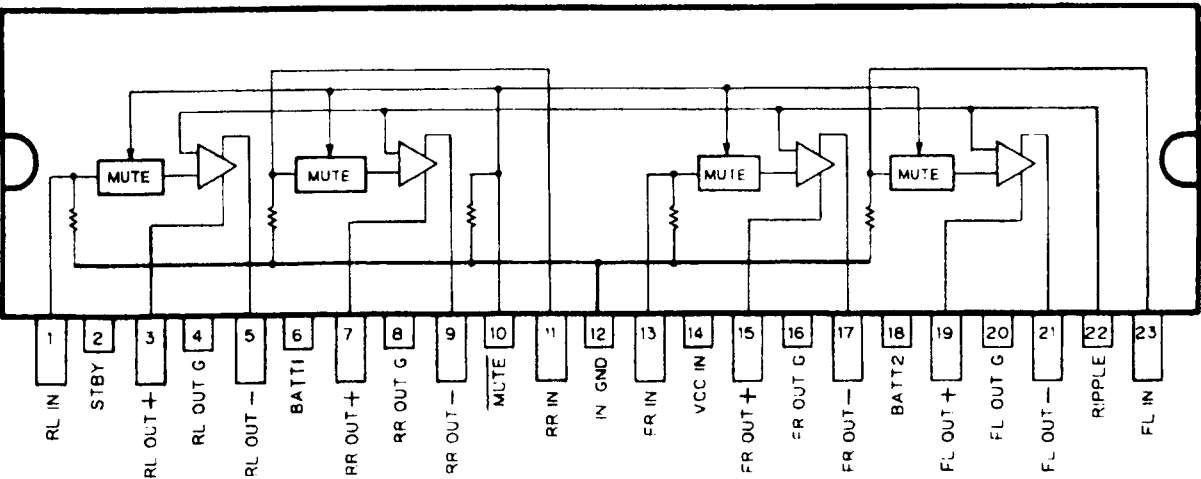 MUTE
MUTE
MUTE
MUTE
1
2
3
4
5
6
7
8
9
10
11
12
13
14
15
16
17
18
19
20
21
22
23
RL IN
STBY
RL OUT +
RL OUT G
RL OUT -
BATT1
RR OUT +
RR OUT G
RR OUT -
MUTE
RR IN
IN GND
FR IN
VCC IN
FR OUT +
FR OUT G
FR OUT -
BATT2
FL OUT +
FL OUT G
FL OUT -
RIPPLE
FL IN